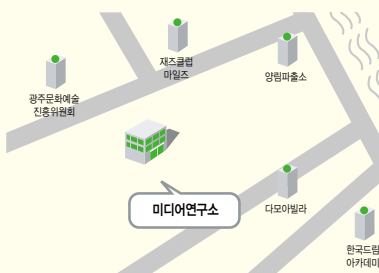 재즈클럽
마일즈
양림파출소
광주문화예술
진흥위원회
미디어연구소
다모아빌라
한국드림
아카데미